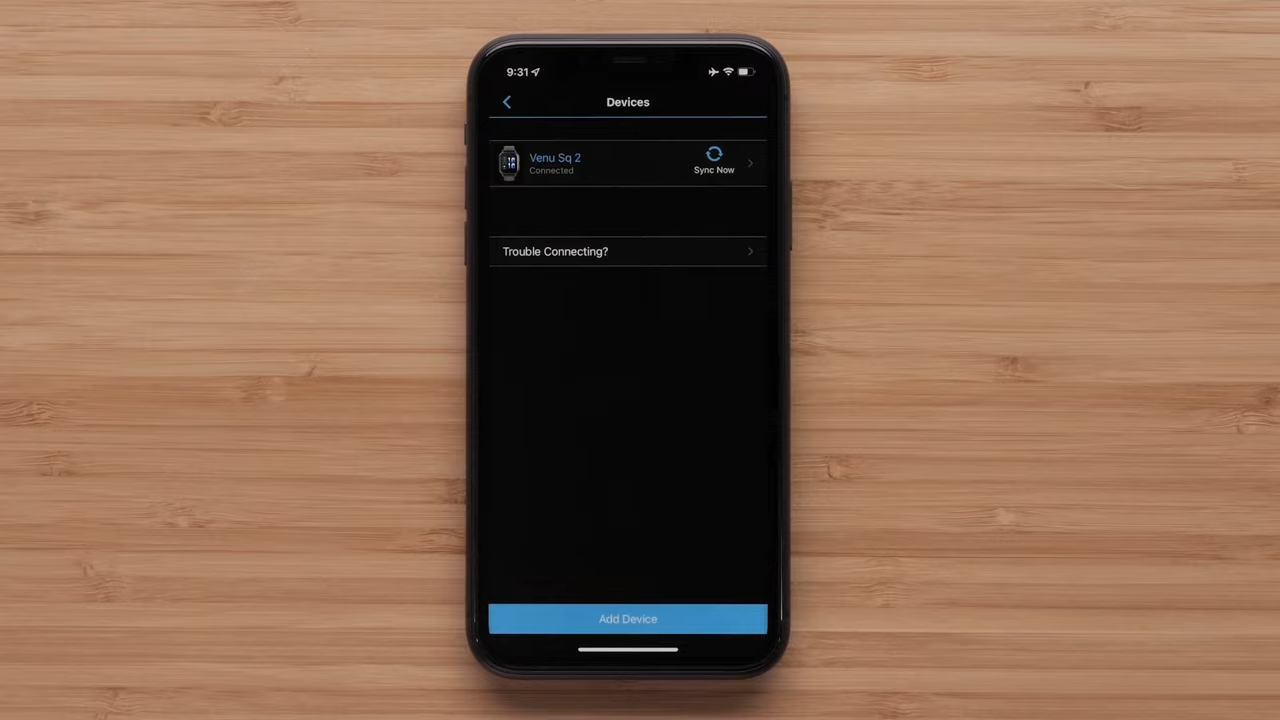 9:31
Devices
Venu Sq 2
Connected
Sync Now
Trouble Connecting?
Add Device